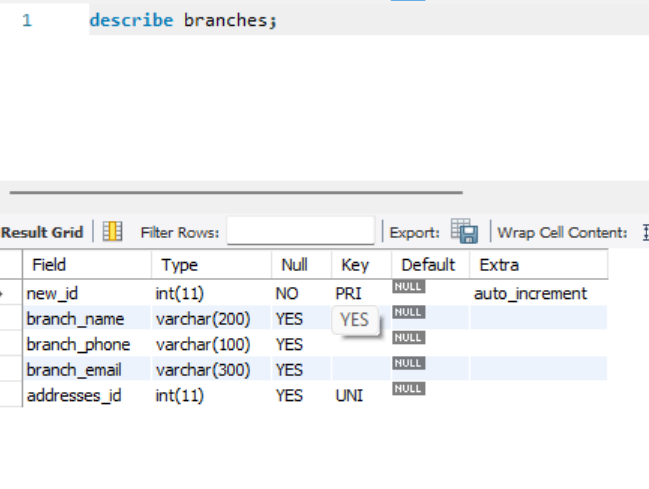 1 describe branches;
Result Grid Filter Rows: Export: Wrap Cell Content:
Field Type Null Key Default Extra
new_id int(11) NO PRI NULL auto_increment
branch_name varchar(200) YES YES NULL
branch_phone varchar(100) YES NULL
branch_email varchar(300) YES NULL
addresses_id int(11) YES UNI NULL